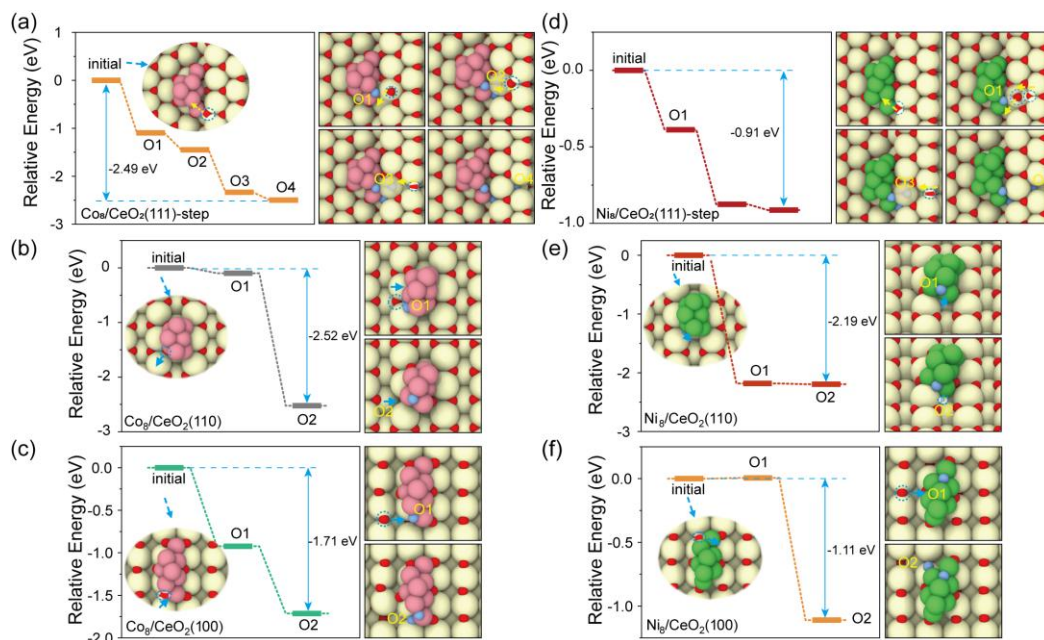 (a)
Relative Energy (eV)
1
0
-1
-2
-3
initial
O1
O2
O3
O4
-2.49 eV
Co₈/CeO₂(111)-step
O1
O2
O3
O4
(d)
Relative Energy (eV)
0.0
-0.5
-1.0
initial
O1
-0.91 eV
Ni₈/CeO₂(111)-step
O1
O3
(b)
Relative Energy (eV)
0
-1
-2
-3
initial
O1
O2
-2.52 eV
Co₈/CeO₂(110)
O1
O2
(e)
Relative Energy (eV)
0
-1
-2
-3
initial
O1
O2
-2.19 eV
Ni₈/CeO₂(110)
O1
O2
(c)
Relative Energy (eV)
0.0
-0.5
-1.0
-1.5
-2.0
initial
O1
O2
-1.71 eV
Co₈/CeO₂(100)
O1
O2
(f)
Relative Energy (eV)
0.0
-0.5
-1.0
initial
O1
O2
-1.11 eV
Ni₈/CeO₂(100)
O1
O2